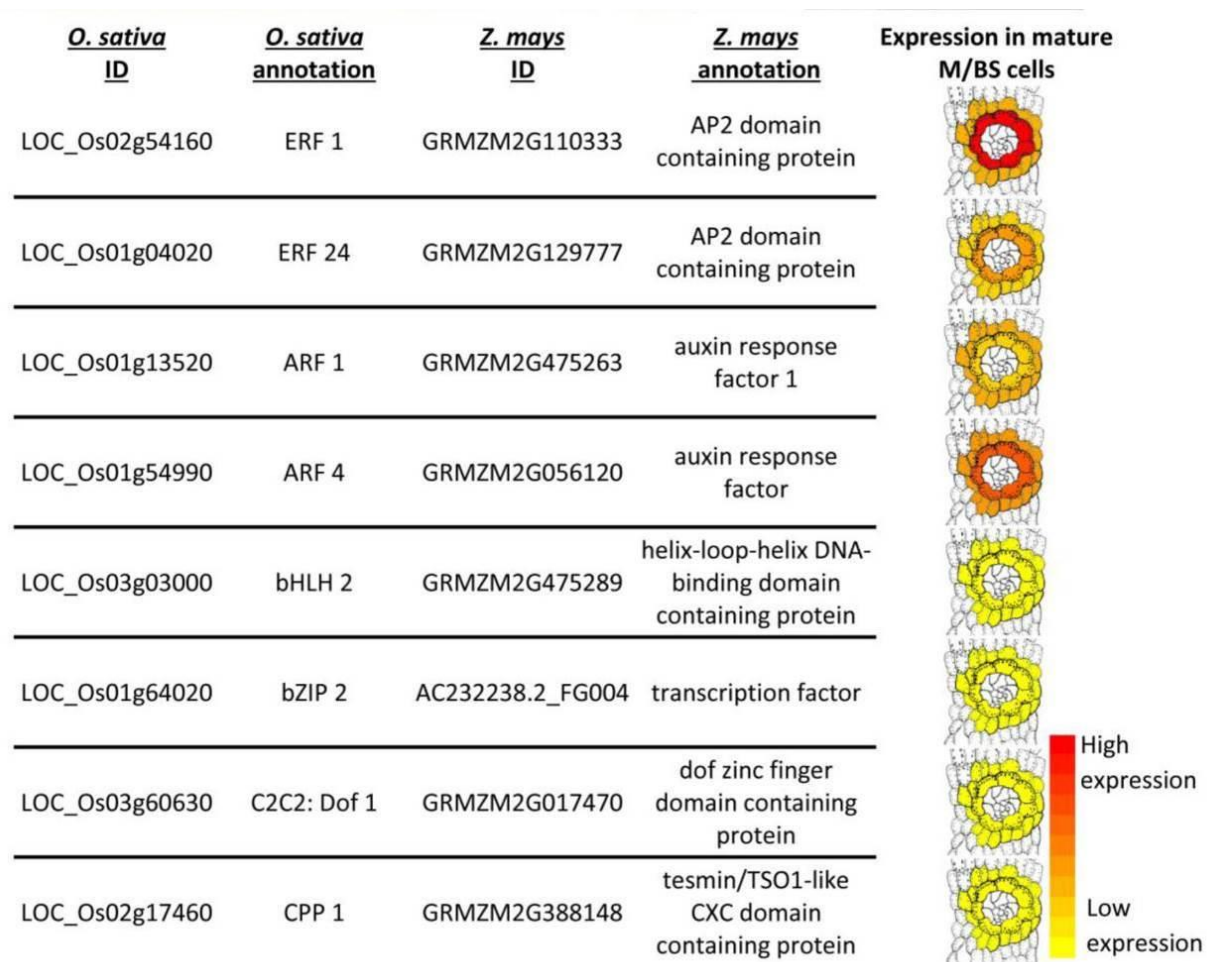 O. sativa ID O. sativa annotation Z. mays ID Z. mays annotation Expression in mature M/BS cells
LOC_Os02g54160 ERF 1 GRMZM2G110333 AP2 domain containing protein
LOC_Os01g04020 ERF 24 GRMZM2G129777 AP2 domain containing protein
LOC_Os01g13520 ARF 1 GRMZM2G475263 auxin response factor 1
LOC_Os01g54990 ARF 4 GRMZM2G056120 auxin response factor
LOC_Os03g03000 bHLH 2 GRMZM2G475289 helix-loop-helix DNA-binding domain containing protein
LOC_Os01g64020 bZIP 2 AC232238.2_FG004 transcription factor
LOC_Os03g60630 C2C2: Dof 1 GRMZM2G017470 dof zinc finger domain containing protein
LOC_Os02g17460 CPP 1 GRMZM2G388148 tesmin/TSO1-like CXC domain containing protein
High expression
Low expression